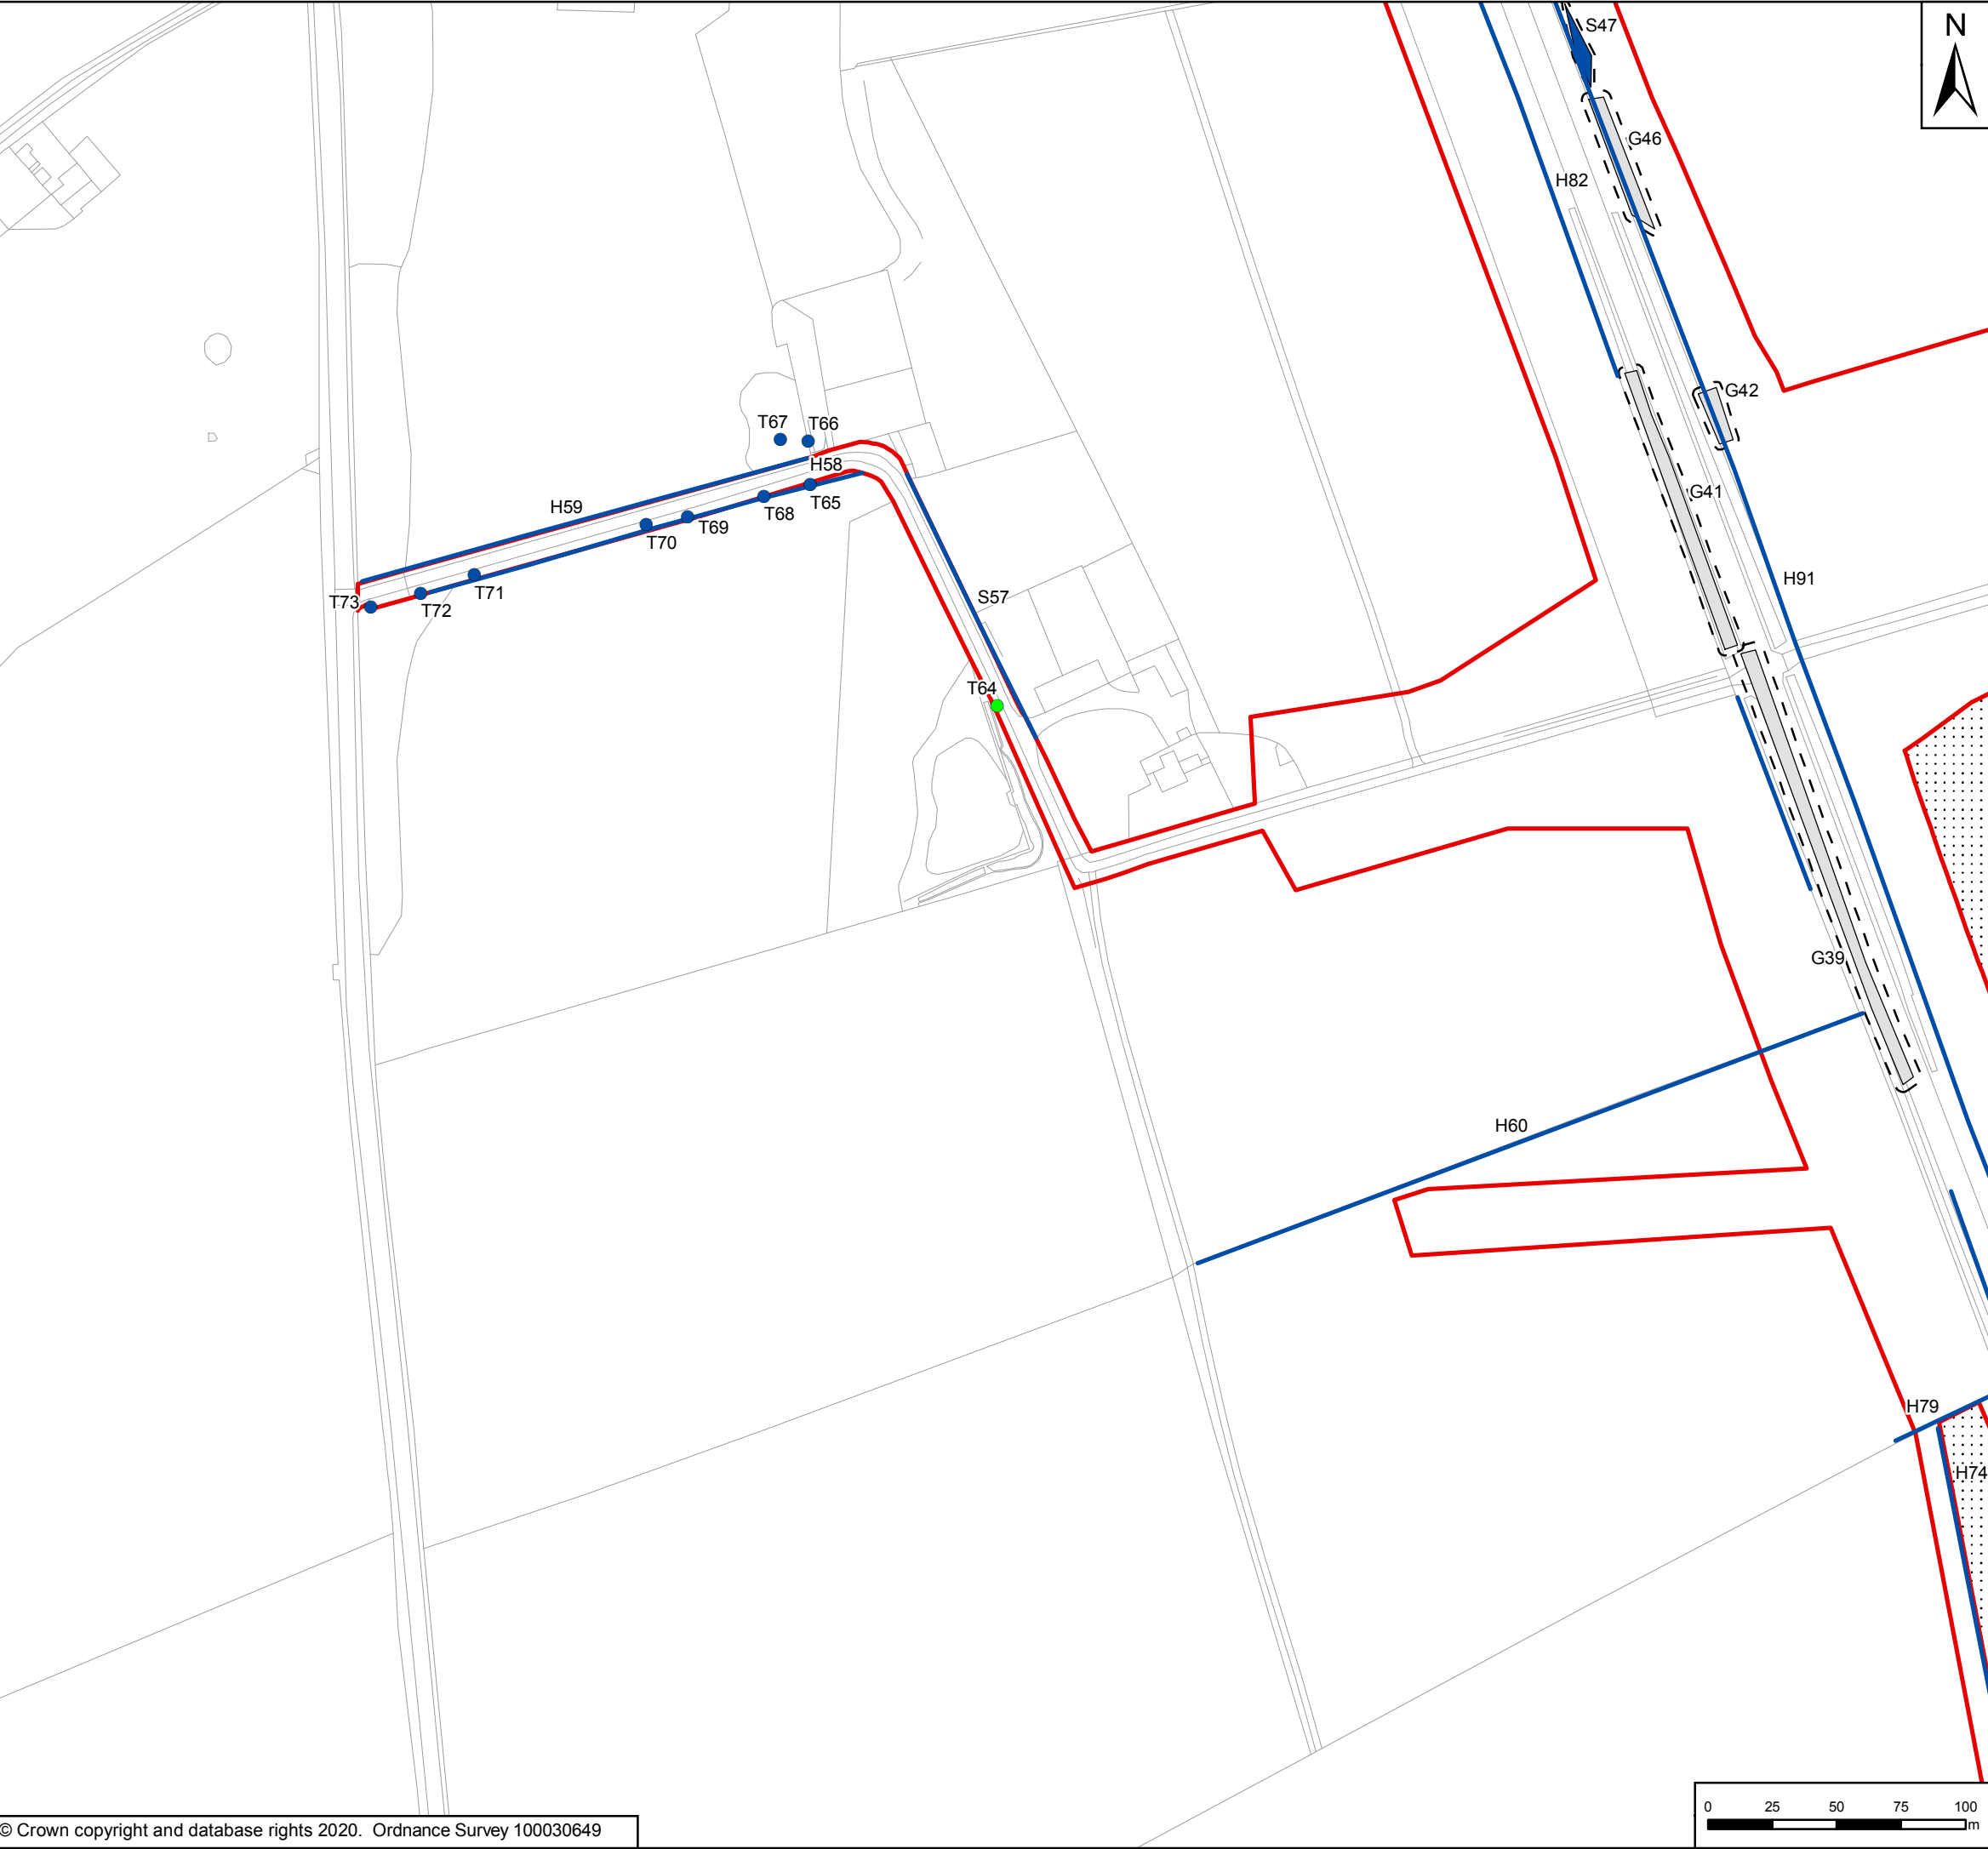 S47
N
G46
H82
G42
T67
T66
H58
G41
H59
T65
T68
T69
T70
H91
T71
S57
T73
T72
T64
G39
H60
H79
H74
0 25 50 75 100
m
© Crown copyright and database rights 2020. Ordnance Survey 100030649